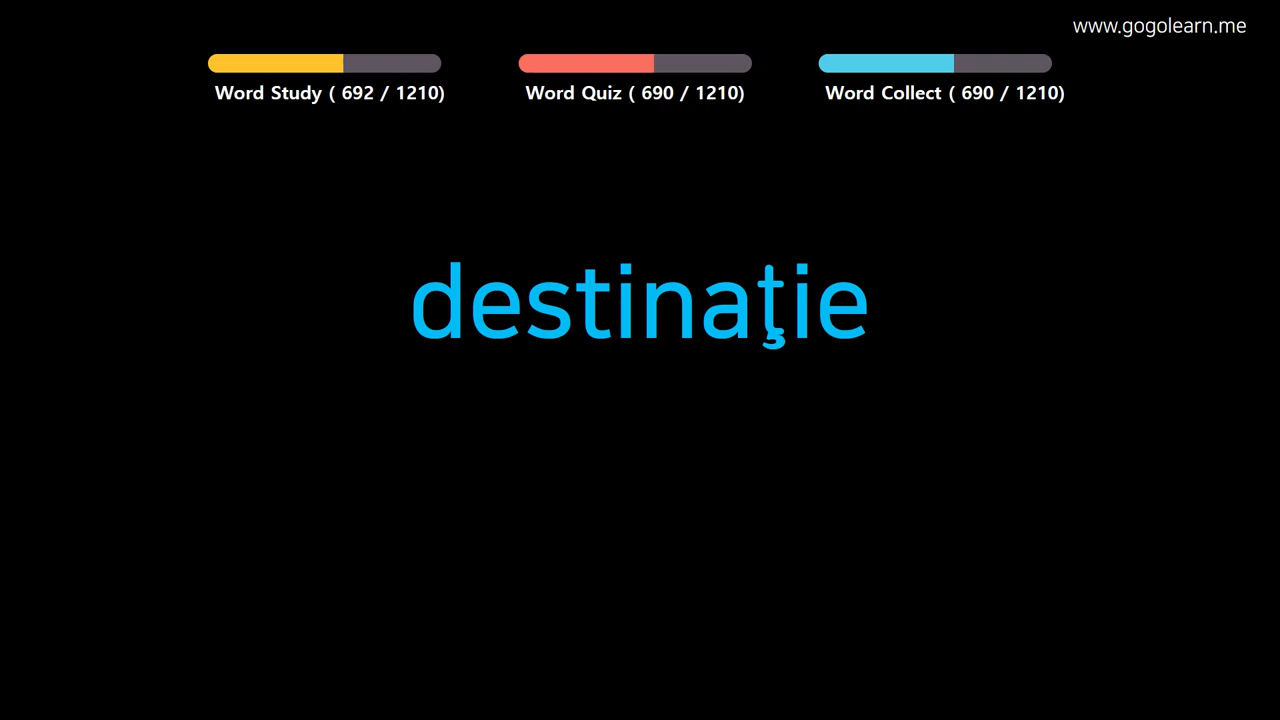 www.gogolearn.me
Word Study ( 692 / 1210)
Word Quiz ( 690 / 1210)
Word Collect ( 690 / 1210)
destinaţie